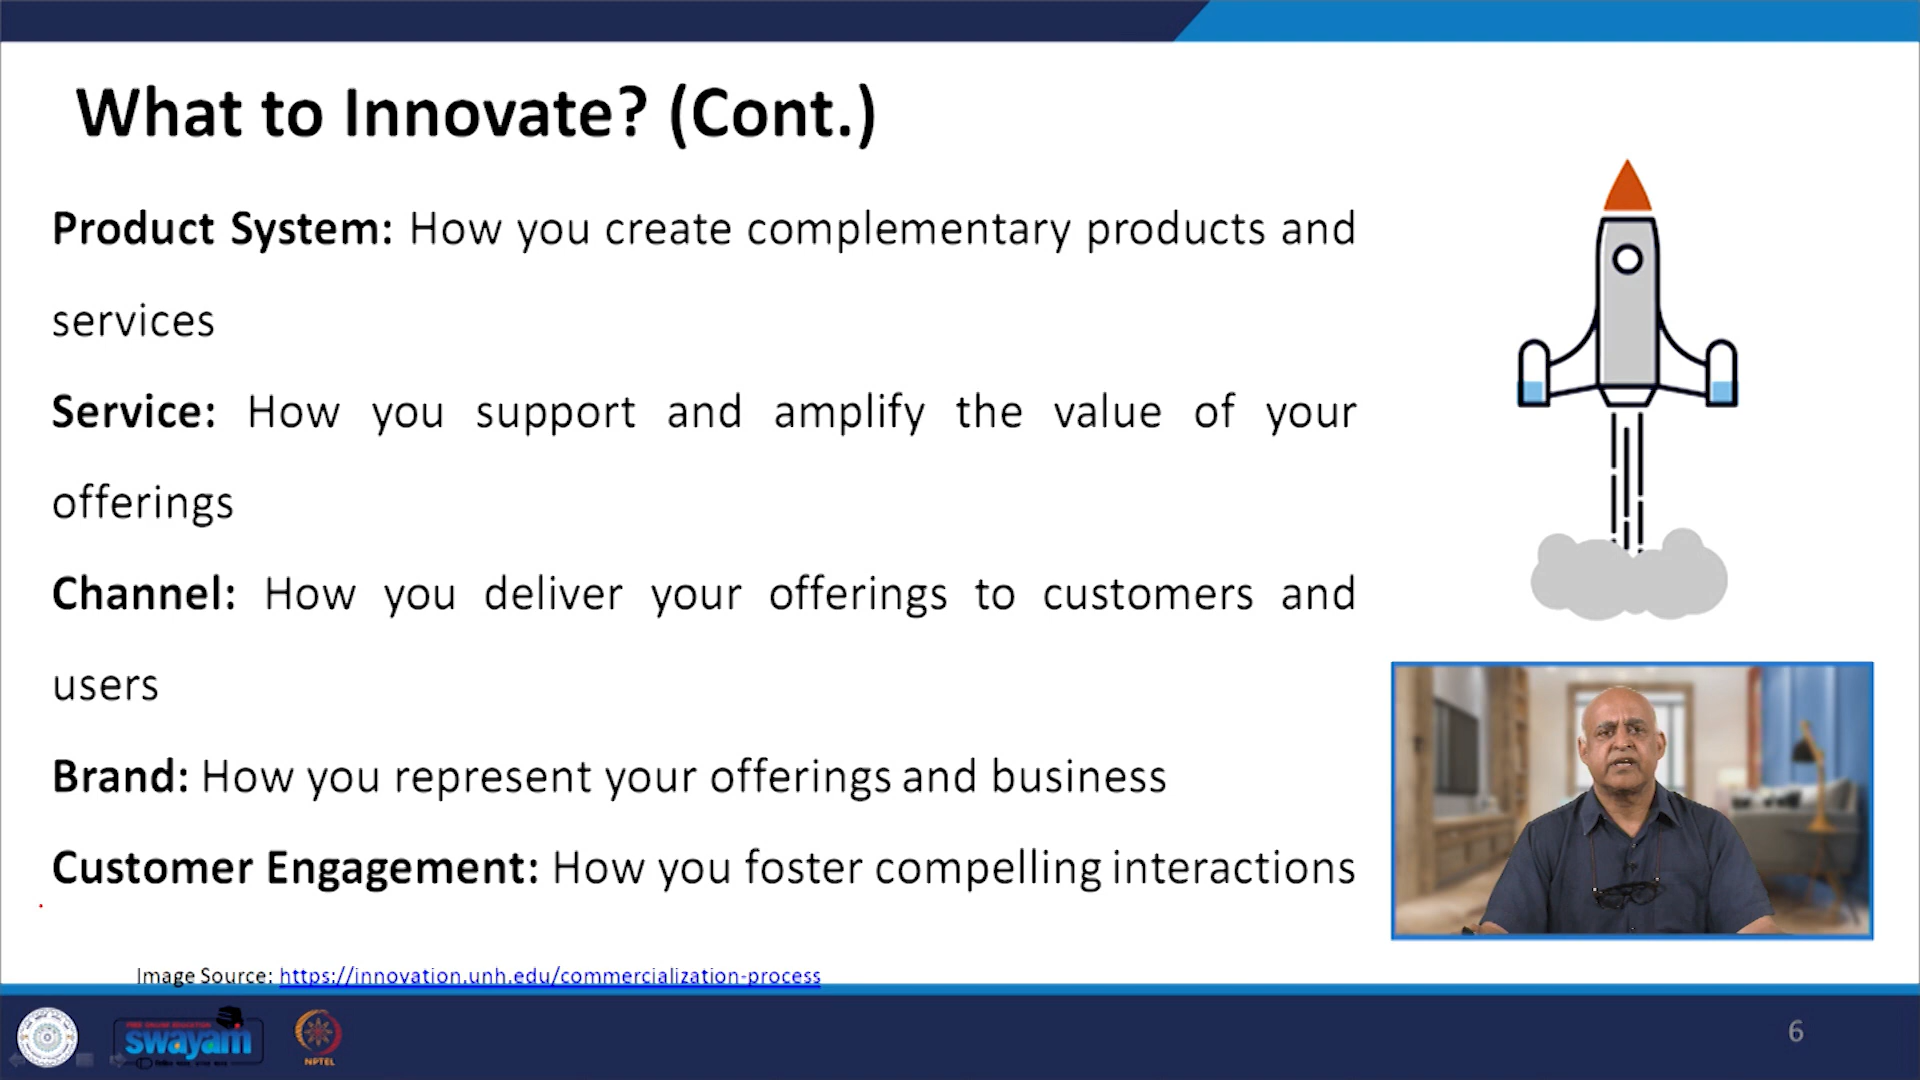 What to Innovate? (Cont.)
Product System: How you create complementary products and
services
Service: How you support and amplify the value of your
offerings
Channel: How you deliver your offerings to customers and
users
Brand: How you represent your offerings and business
Customer Engagement: How you foster compelling interactions
Image Source: https://innovation.unh.edu/commercialization-process
FREE ONLINE EDUCATION
swayam
NPTEL
6